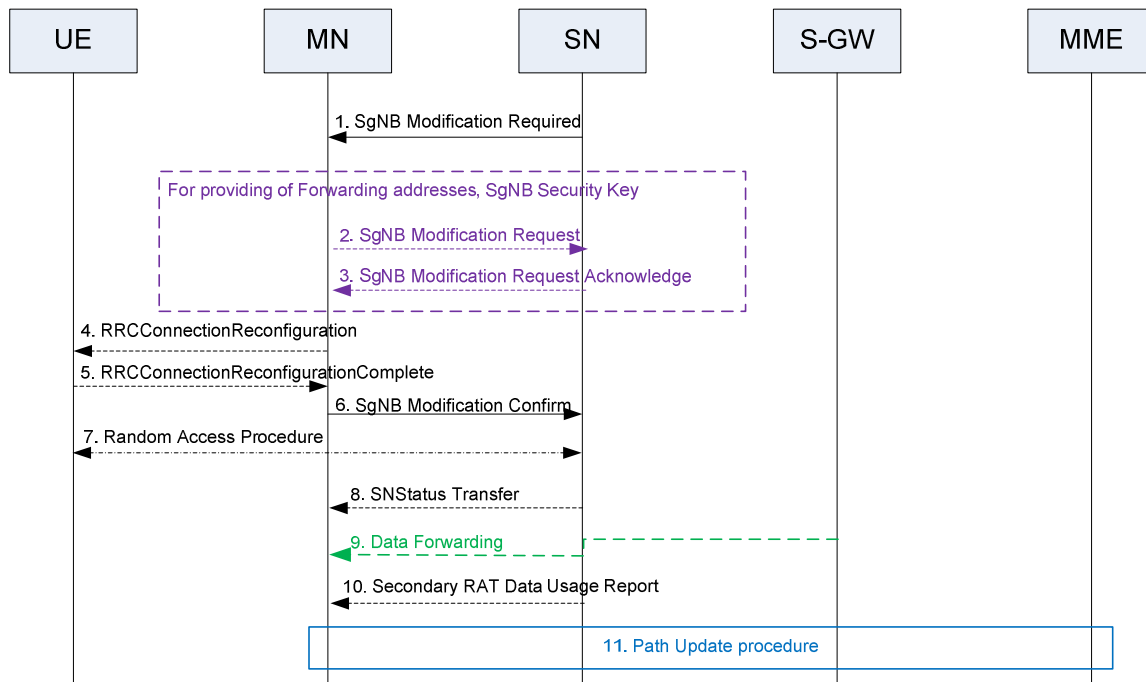 UE
MN
SN
S-GW
MME
1. SgNB Modification Required
For providing of Forwarding addresses, SgNB Security Key
2. SgNB Modification Request
3. SgNB Modification Request Acknowledge
4. RRCConnectionReconfiguration
5. RRCConnectionReconfigurationComplete
6. SgNB Modification Confirm
7. Random Access Procedure
8. SNStatus Transfer
9. Data Forwarding
10. Secondary RAT Data Usage Report
11. Path Update procedure